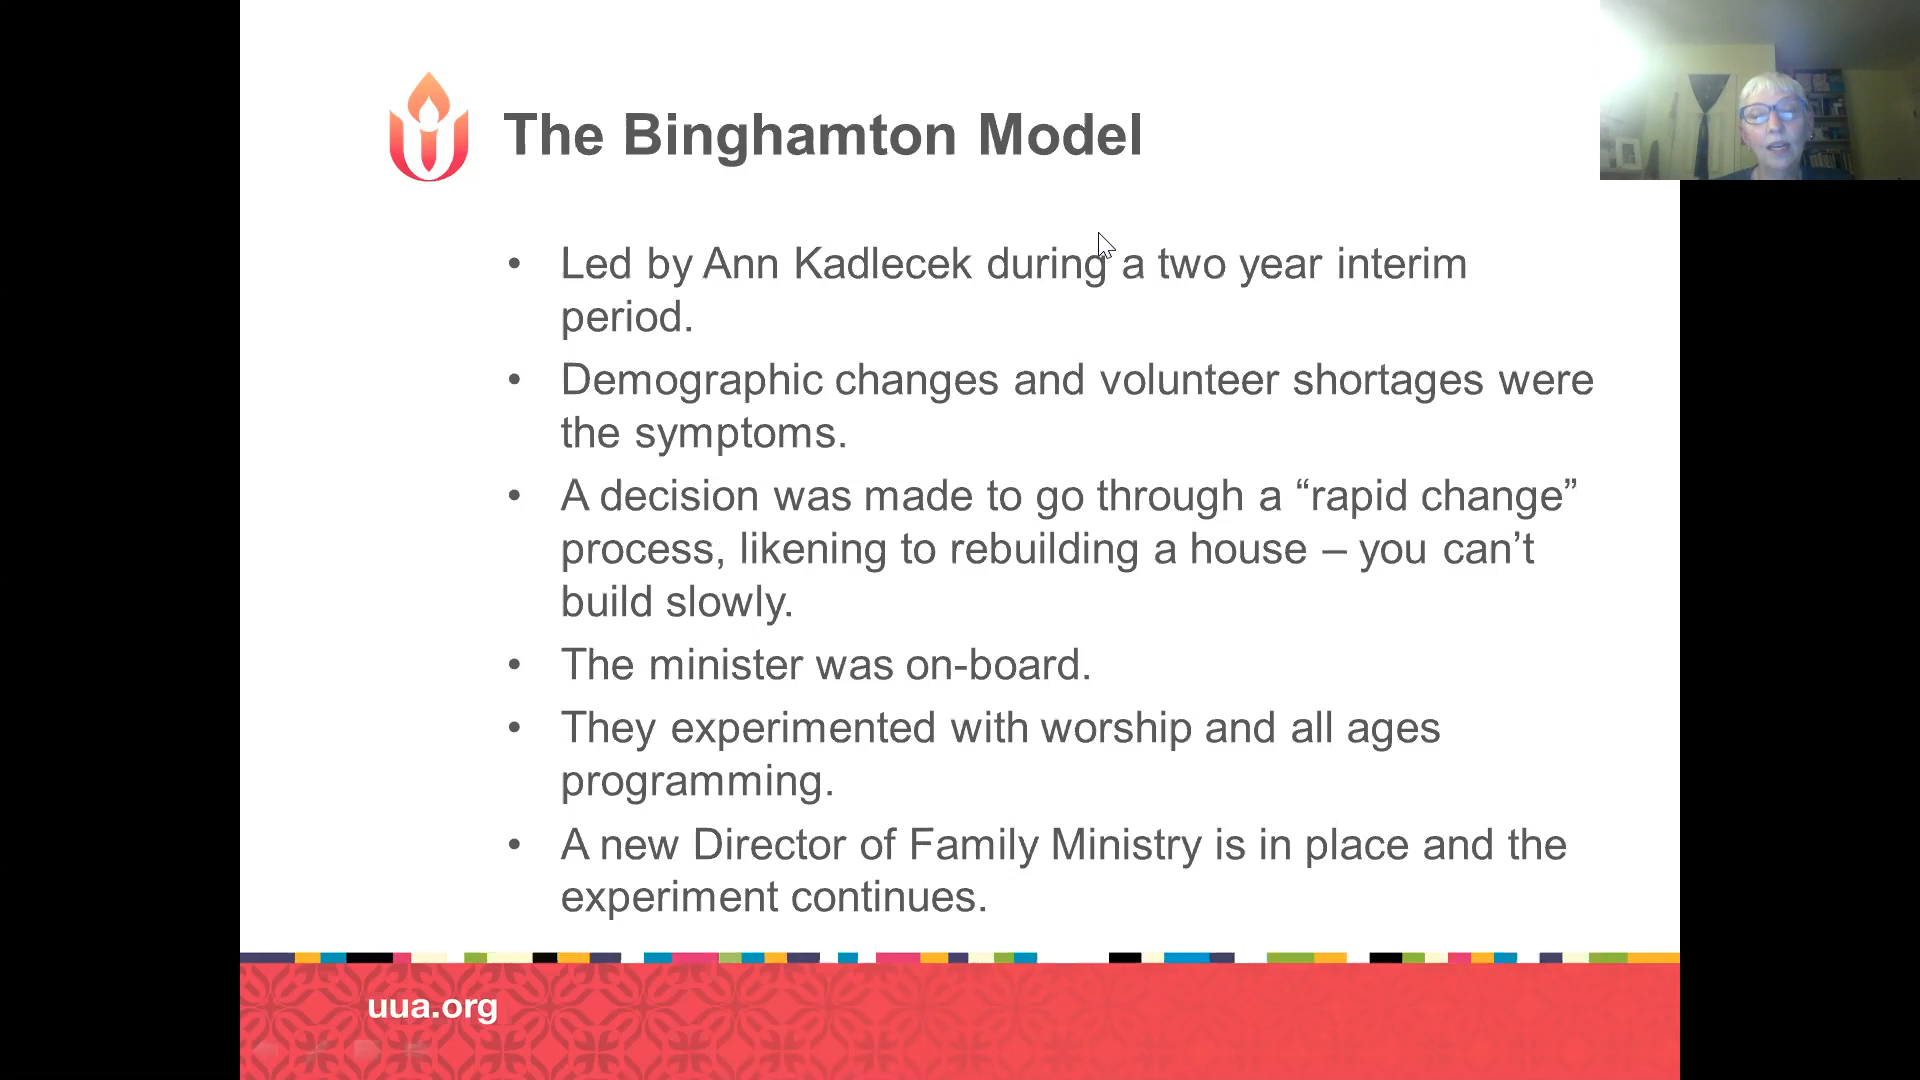 The Binghamton Model
• Led by Ann Kadlecek during a two year interim
period.
• Demographic changes and volunteer shortages were
the symptoms.
• A decision was made to go through a “rapid change”
process, likening to rebuilding a house – you can’t
build slowly.
• The minister was on-board.
• They experimented with worship and all ages
programming.
• A new Director of Family Ministry is in place and the
experiment continues.
uua.org